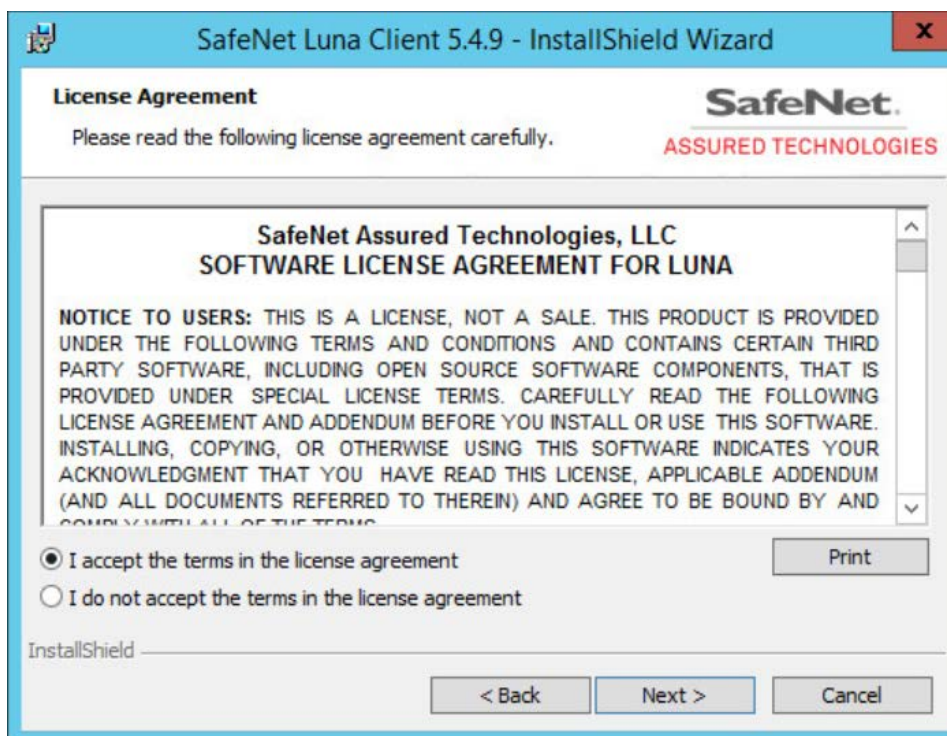 SafeNet Luna Client 5.4.9 - InstallShield Wizard
x
License Agreement
Please read the following license agreement carefully.
SafeNet.
ASSURED TECHNOLOGIES
SafeNet Assured Technologies, LLC
SOFTWARE LICENSE AGREEMENT FOR LUNA
NOTICE TO USERS: THIS IS A LICENSE, NOT A SALE. THIS PRODUCT IS PROVIDED
UNDER THE FOLLOWING TERMS AND CONDITIONS AND CONTAINS CERTAIN THIRD
PARTY SOFTWARE, INCLUDING OPEN SOURCE SOFTWARE COMPONENTS, THAT IS
PROVIDED UNDER SPECIAL LICENSE TERMS. CAREFULLY READ THE FOLLOWING
LICENSE AGREEMENT AND ADDENDUM BEFORE YOU INSTALL OR USE THIS SOFTWARE.
INSTALLING, COPYING, OR OTHERWISE USING THIS SOFTWARE INDICATES YOUR
ACKNOWLEDGMENT THAT YOU HAVE READ THIS LICENSE, APPLICABLE ADDENDUM
(AND ALL DOCUMENTS REFERRED TO THEREIN) AND AGREE TO BE BOUND BY AND
COMPLY WITH ALL OF THE TERMS
I accept the terms in the license agreement
Print
I do not accept the terms in the license agreement
InstallShield
< Back
Next >
Cancel